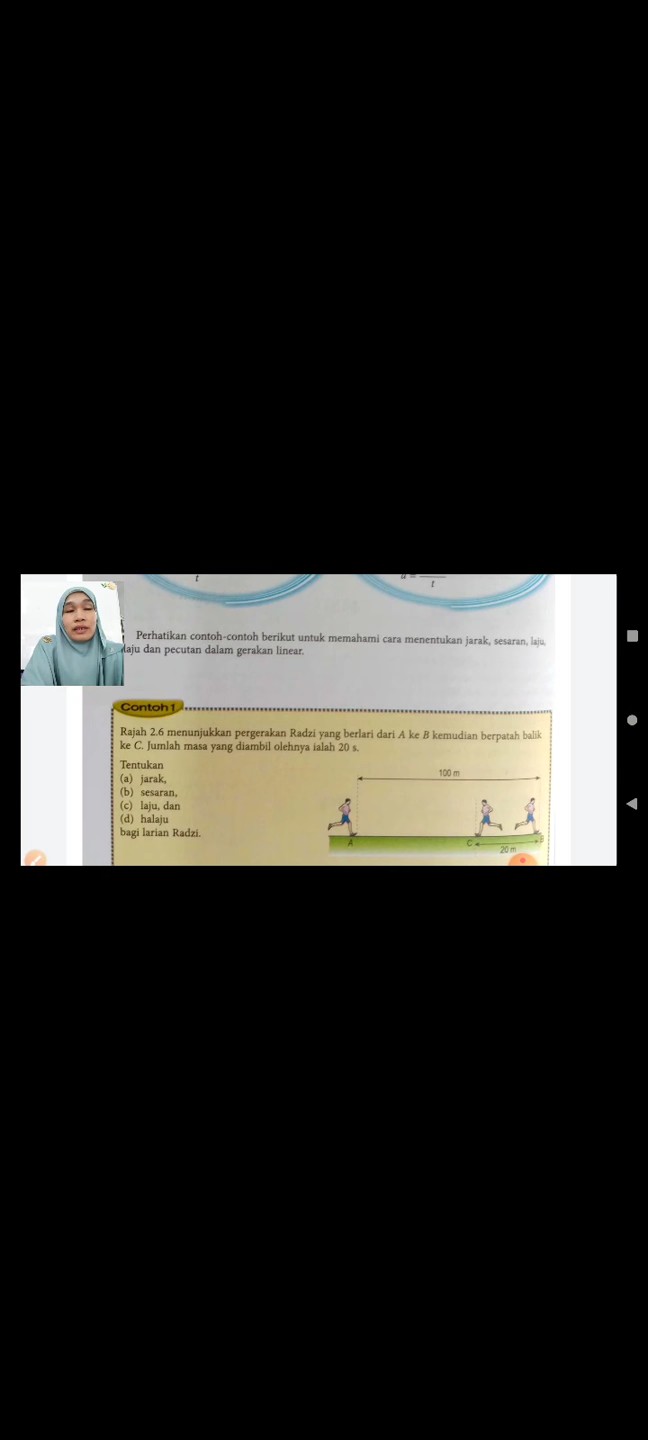 t
t
Perhatikan contoh-contoh berikut untuk memahami cara menentukan jarak, sesaran, laju,
laju dan pecutan dalam gerakan linear.
Contoh 1
Rajah 2.6 menunjukkan pergerakan Radzi yang berlari dari A ke B kemudian berpatah balik
ke C. Jumlah masa yang diambil olehnya ialah 20 s.
Tentukan
(a) jarak,
(b) sesaran,
(c) laju, dan
(d) halaju
bagi larian Radzi.
100 m
A
C
B
20 m